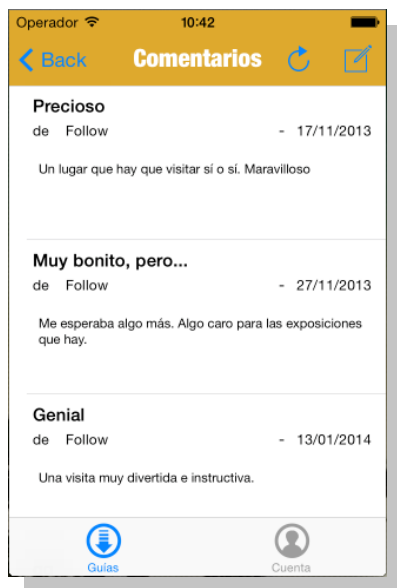 Operador 10:42
Back Comentarios
Precioso
de Follow - 17/11/2013
Un lugar que hay que visitar sí o sí. Maravilloso
Muy bonito, pero...
de Follow - 27/11/2013
Me esperaba algo más. Algo caro para las exposiciones
que hay.
Genial
de Follow - 13/01/2014
Una visita muy divertida e instructiva.
Guías Cuenta